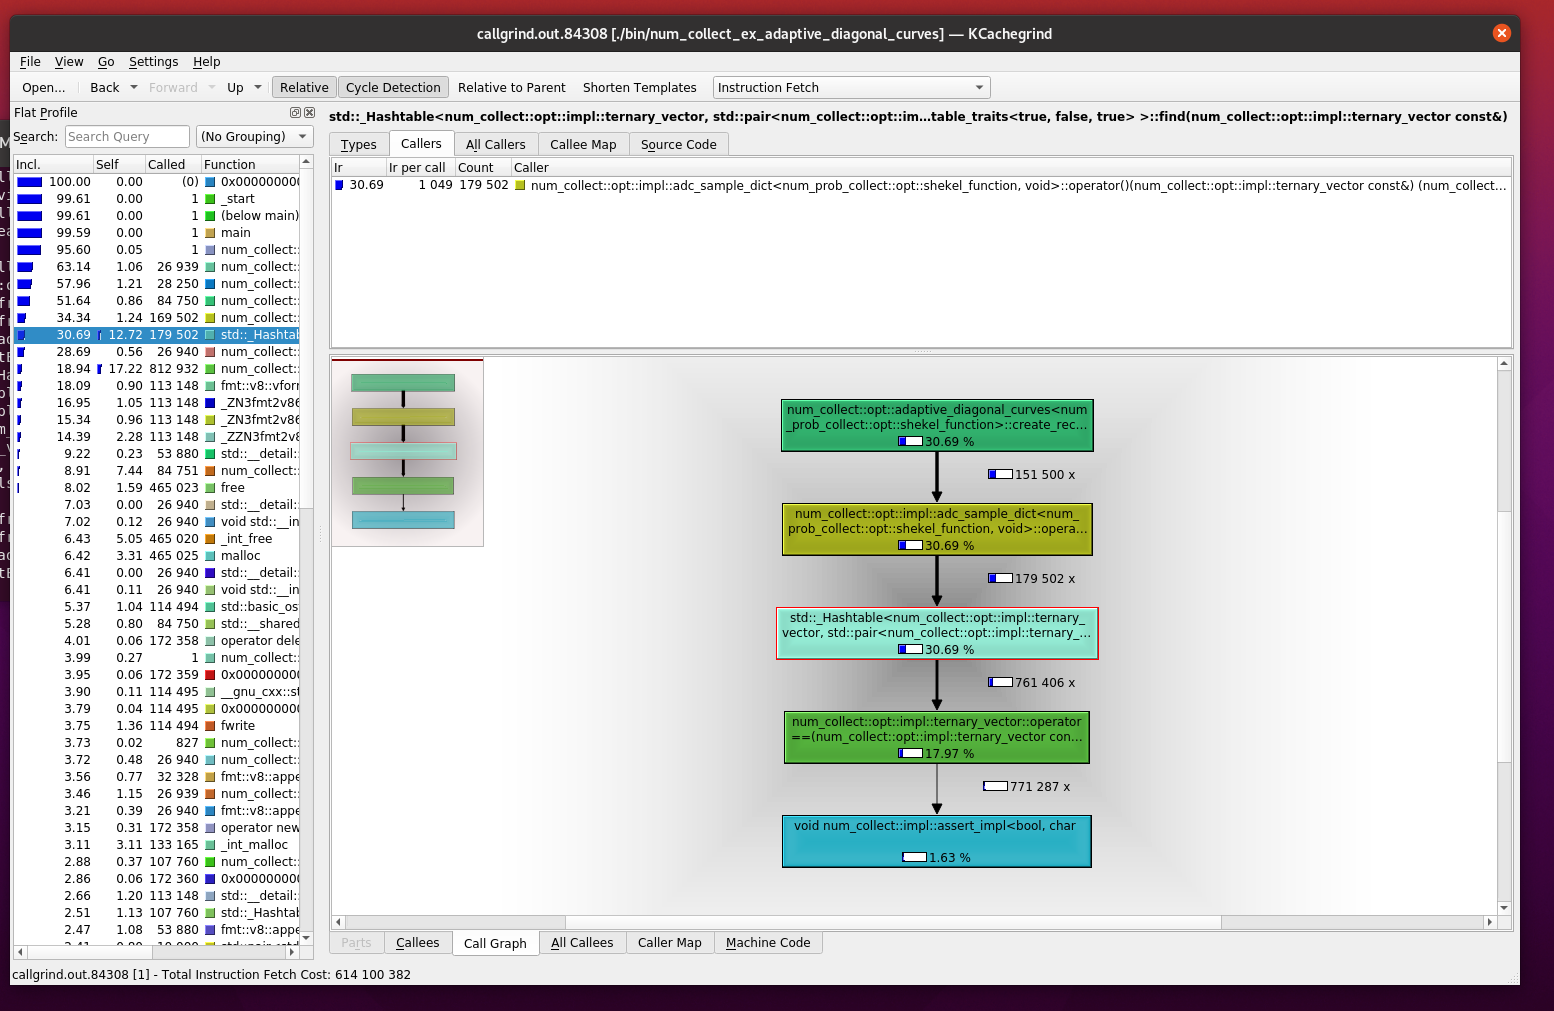 callgrind.out.84308 [./bin/num_collect_ex_adaptive_diagonal_curves] — KCachegrind
File View Go Settings Help
Open... Back Forward Up Relative Cycle Detection Relative to Parent Shorten Templates Instruction Fetch
Flat Profile
Search: Search Query (No Grouping)
Incl. Self Called Function
100.00 0.00 (0) 0x000000000
99.61 0.00 1 _start
99.61 0.00 1 (below main)
99.59 0.00 1 main
95.60 0.05 1 num_collect::
63.14 1.06 26 939 num_collect::
57.96 1.21 28 250 num_collect::
51.64 0.86 84 750 num_collect::
34.34 1.24 169 502 num_collect::
30.69 12.72 179 502 std::_Hashtab
28.69 0.56 26 940 num_collect::
18.94 17.22 812 932 num_collect::
18.09 0.90 113 148 fmt::v8::vforn
16.95 1.05 113 148 _ZN3fmt2v86
15.34 0.96 113 148 _ZN3fmt2v86
14.39 2.28 113 148 _ZZN3fmt2v8
9.22 0.23 53 880 std::__detail:
8.91 7.44 84 751 num_collect::
8.02 1.59 465 023 free
7.03 0.00 26 940 std::__detail:
7.02 0.12 26 940 void std::__in
6.43 5.05 465 020 _int_free
6.42 3.31 465 025 malloc
6.41 0.00 26 940 std::__detail:
6.41 0.11 26 940 void std::__in
5.37 1.04 114 494 std::basic_os
5.28 0.80 84 750 std::__shared
4.01 0.06 172 358 operator dele
3.99 0.27 1 num_collect::
3.95 0.06 172 359 0x000000000
3.90 0.11 114 495 __gnu_cxx::st
3.79 0.04 114 495 0x000000000
3.75 1.36 114 494 fwrite
3.73 0.02 827 num_collect::
3.72 0.48 26 940 num_collect::
3.56 0.77 32 328 fmt::v8::appe
3.46 1.15 26 939 num_collect::
3.21 0.39 26 940 fmt::v8::appe
3.15 0.31 172 358 operator new
3.11 3.11 133 165 _int_malloc
2.88 0.37 107 760 num_collect::
2.86 0.06 172 360 0x000000000
2.66 1.20 113 148 std::__detail:
2.51 1.13 107 760 std::_Hashtab
2.47 1.08 53 880 fmt::v8::appe
std::_Hashtable<num_collect::opt::impl::ternary_vector, std::pair<num_collect::opt::im...table_traits<true, false, true> >::find(num_collect::opt::impl::ternary_vector const&)
Types Callers All Callers Callee Map Source Code
Ir Ir per call Count Caller
30.69 1 049 179 502 num_collect::opt::impl::adc_sample_dict<num_prob_collect::opt::shekel_function, void>::operator()(num_collect::opt::impl::ternary_vector const&) (num_collect...
num_collect::opt::adaptive_diagonal_curves<num
_prob_collect::opt::shekel_function>::create_rec...
30.69 %
151 500 x
num_collect::opt::impl::adc_sample_dict<num_
prob_collect::opt::shekel_function, void>::opera...
30.69 %
179 502 x
std::_Hashtable<num_collect::opt::impl::ternary_
vector, std::pair<num_collect::opt::impl::ternary_...
30.69 %
761 406 x
num_collect::opt::impl::ternary_vector::operator
==(num_collect::opt::impl::ternary_vector con...
17.97 %
771 287 x
void num_collect::impl::assert_impl<bool, char
1.63 %
Parts Callees Call Graph All Callees Caller Map Machine Code
callgrind.out.84308 [1] - Total Instruction Fetch Cost: 614 100 382